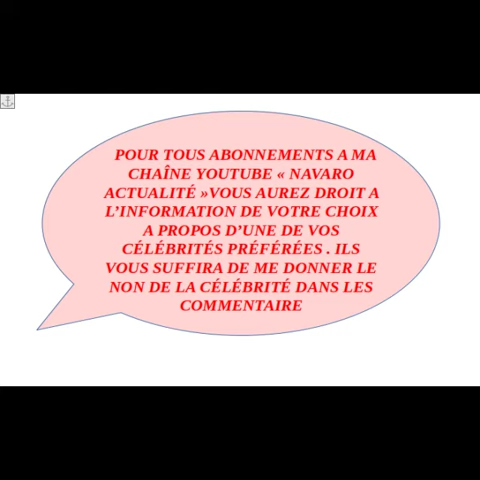 POUR TOUS ABONNEMENTS A MA
CHAÎNE YOUTUBE « NAVARO
ACTUALITÉ »VOUS AUREZ DROIT A
L’INFORMATION DE VOTRE CHOIX
A PROPOS D’UNE DE VOS
CÉLÉBRITÉS PRÉFÉRÉES . ILS
VOUS SUFFIRA DE ME DONNER LE
NON DE LA CÉLÉBRITÉ DANS LES
COMMENTAIRE